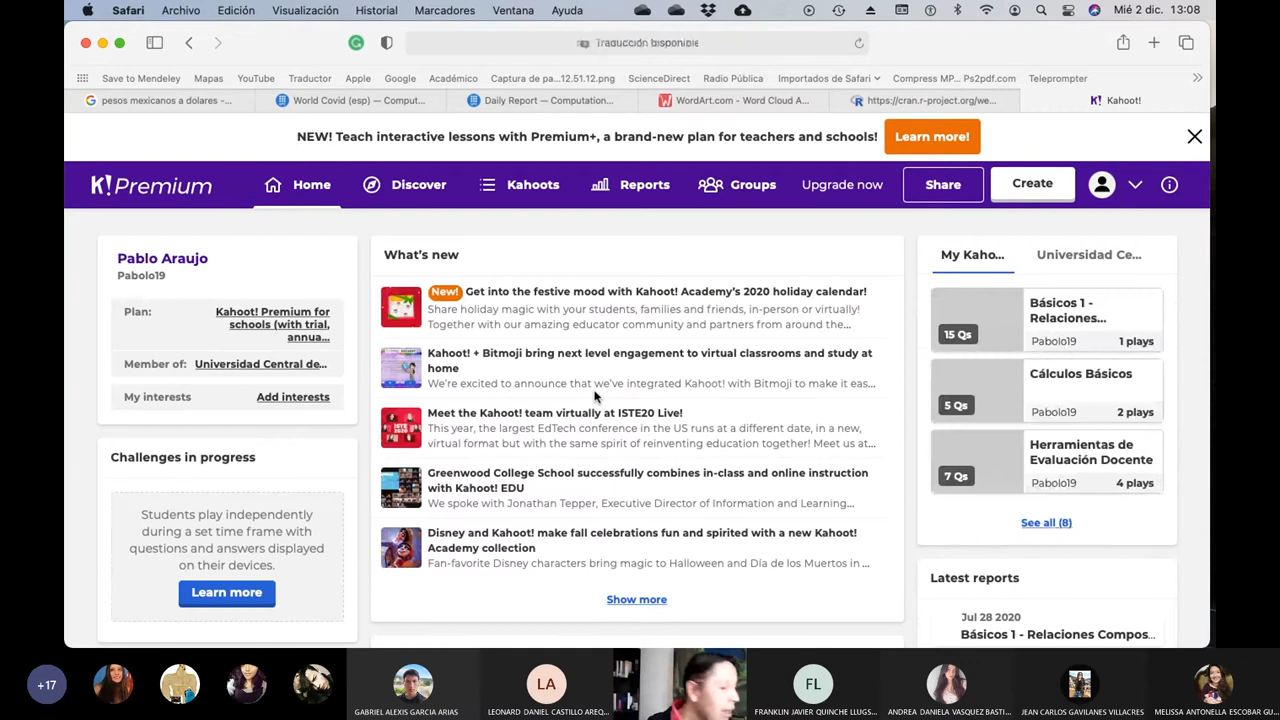 Safari Archivo Edición Visualización Historial Marcadores Ventana Ayuda Mié 2 dic. 13:08
Traducción disponible
Save to Mendeley Mapas YouTube Traductor Apple Google Académico Captura de pa...12.51.12.png ScienceDirect Radio Pública Importados de Safari Compress MP... Ps2pdf.com Teleprompter
pesos mexicanos a dolares -... World Covid (esp) — Comput... Daily Report — Computation... WordArt.com - Word Cloud A... https://cran.r-project.org/we... K! Kahoot!
NEW! Teach interactive lessons with Premium+, a brand-new plan for teachers and schools! Learn more!
K! Premium Home Discover Kahoots Reports Groups Upgrade now Share Create
Pablo Araujo
Pabolo19
Plan: Kahoot! Premium for
schools (with trial,
annua...
Member of: Universidad Central de...
My interests Add interests
Challenges in progress
Students play independently
during a set time frame with
questions and answers displayed
on their devices.
Learn more
What's new
New! Get into the festive mood with Kahoot! Academy's 2020 holiday calendar!
Share holiday magic with your students, families and friends, in-person or virtually!
Together with our amazing educator community and partners from around the...
Kahoot! + Bitmoji bring next level engagement to virtual classrooms and study at
home
We're excited to announce that we've integrated Kahoot! with Bitmoji to make it eas...
Meet the Kahoot! team virtually at ISTE20 Live!
This year, the largest EdTech conference in the US runs at a different date, in a new,
virtual format but with the same spirit of reinventing education together! Meet us at...
Greenwood College School successfully combines in-class and online instruction
with Kahoot! EDU
We spoke with Jonathan Tepper, Executive Director of Information and Learning...
Disney and Kahoot! make fall celebrations fun and spirited with a new Kahoot!
Academy collection
Fan-favorite Disney characters bring magic to Halloween and Día de los Muertos in ...
Show more
My Kaho... Universidad Ce...
Básicos 1 -
Relaciones...
15 Qs
Pabolo19 1 plays
Cálculos Básicos
5 Qs
Pabolo19 2 plays
Herramientas de
Evaluación Docente
7 Qs
Pabolo19 4 plays
See all (8)
Latest reports
Jul 28 2020
Básicos 1 - Relaciones Compos...
+17 LA FL
GABRIEL ALEXIS GARCIA ARIAS LEONARD DANIEL CASTILLO AREQ... FRANKLIN JAVIER QUINCHE LLUGS... ANDREA DANIELA VASQUEZ BASTI... JEAN CARLOS GAVILANES VILLACRES MELISSA ANTONELLA ESCOBAR GU...